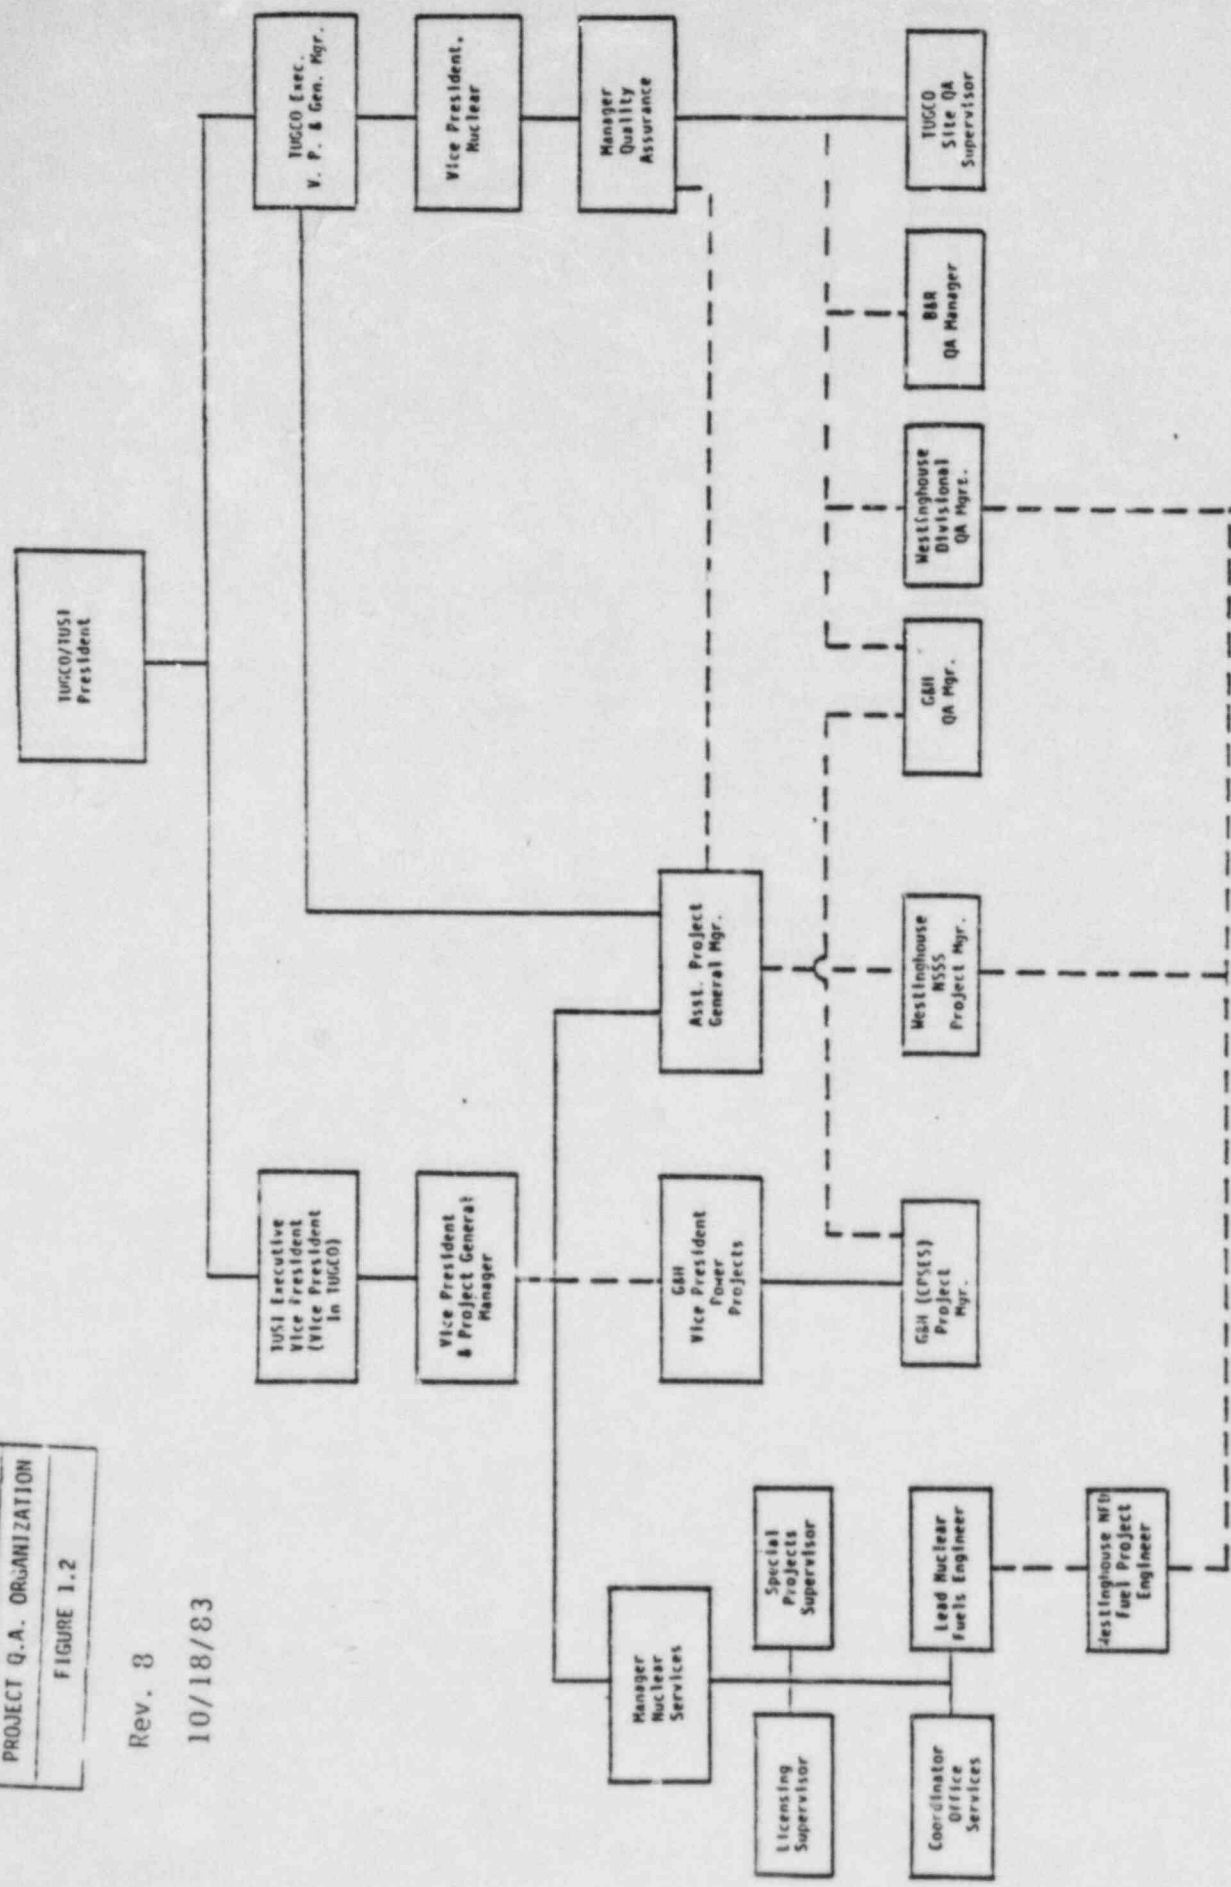 PROJECT Q.A. ORGANIZATION
FIGURE 1.2
Rev. 8
10/18/83
TUGCO/TUSI
President
TUSI Executive
Vice President
(Vice President
In TUGCO)
TUGCO Exec.
V. P. & Gen. Mgr.
Vice President
& Project General
Manager
Vice President,
Nuclear
Manager
Quality
Assurance
Manager
Nuclear
Services
G&H
Vice President
Power
Projects
Asst. Project
General Mgr.
Licensing
Supervisor
Special
Projects
Supervisor
Coordinator
Office
Services
Lead Nuclear
Fuels Engineer
G&H (CPSES)
Project
Mgr.
Westinghouse
NSSS
Project Mgr.
G&H
QA Mgr.
Westinghouse
Divisional
QA Mgrt.
B&R
QA Manager
TUGCO
Site QA
Supervisor
Westinghouse NFD
Fuel Project
Engineer